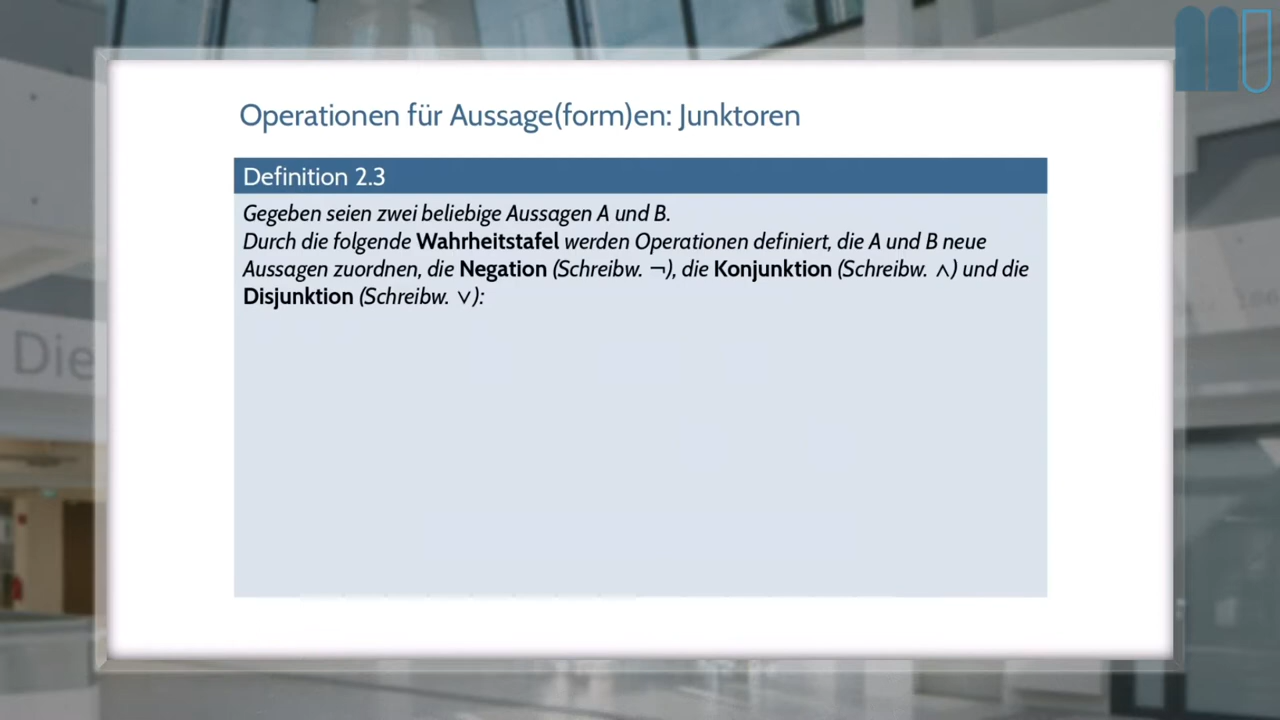 Operationen für Aussage(form)en: Junktoren
Definition 2.3
Gegeben seien zwei beliebige Aussagen A und B.
Durch die folgende Wahrheitstafel werden Operationen definiert, die A und B neue
Aussagen zuordnen, die Negation (Schreibw. ¬), die Konjunktion (Schreibw. ∧) und die
Disjunktion (Schreibw. ∨):
Die